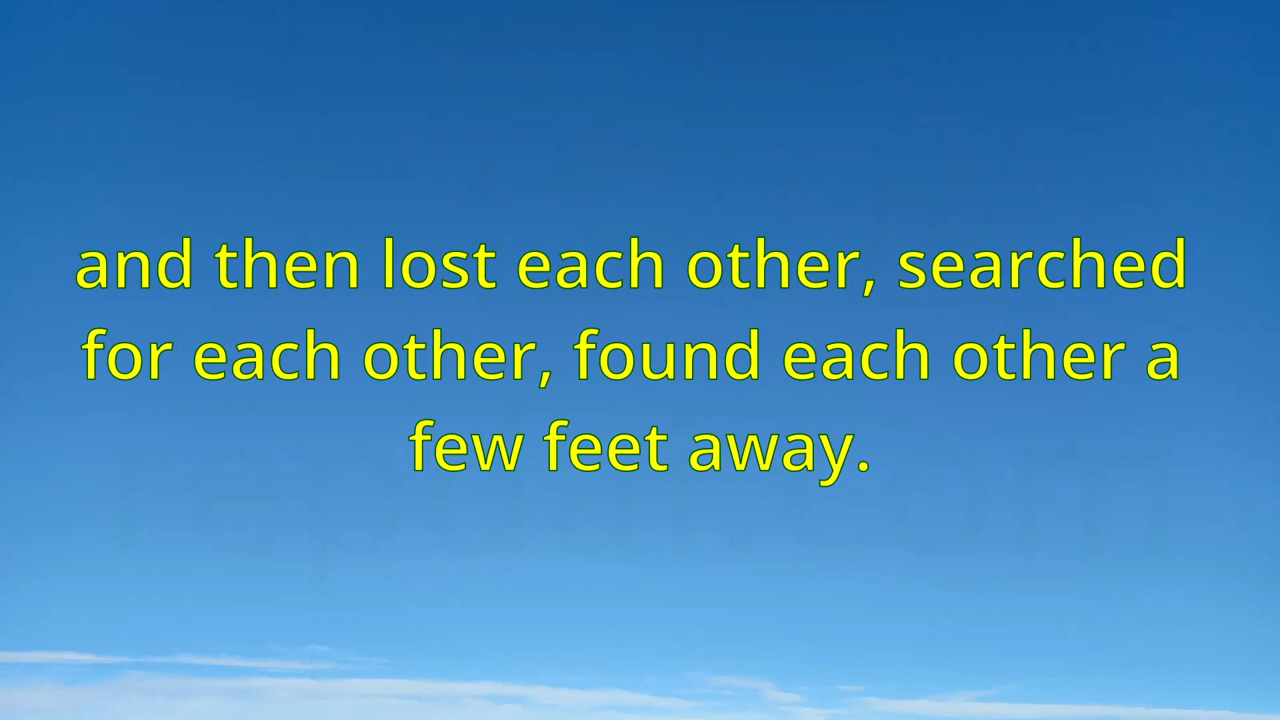 and then lost each other, searched
for each other, found each other a
few feet away.